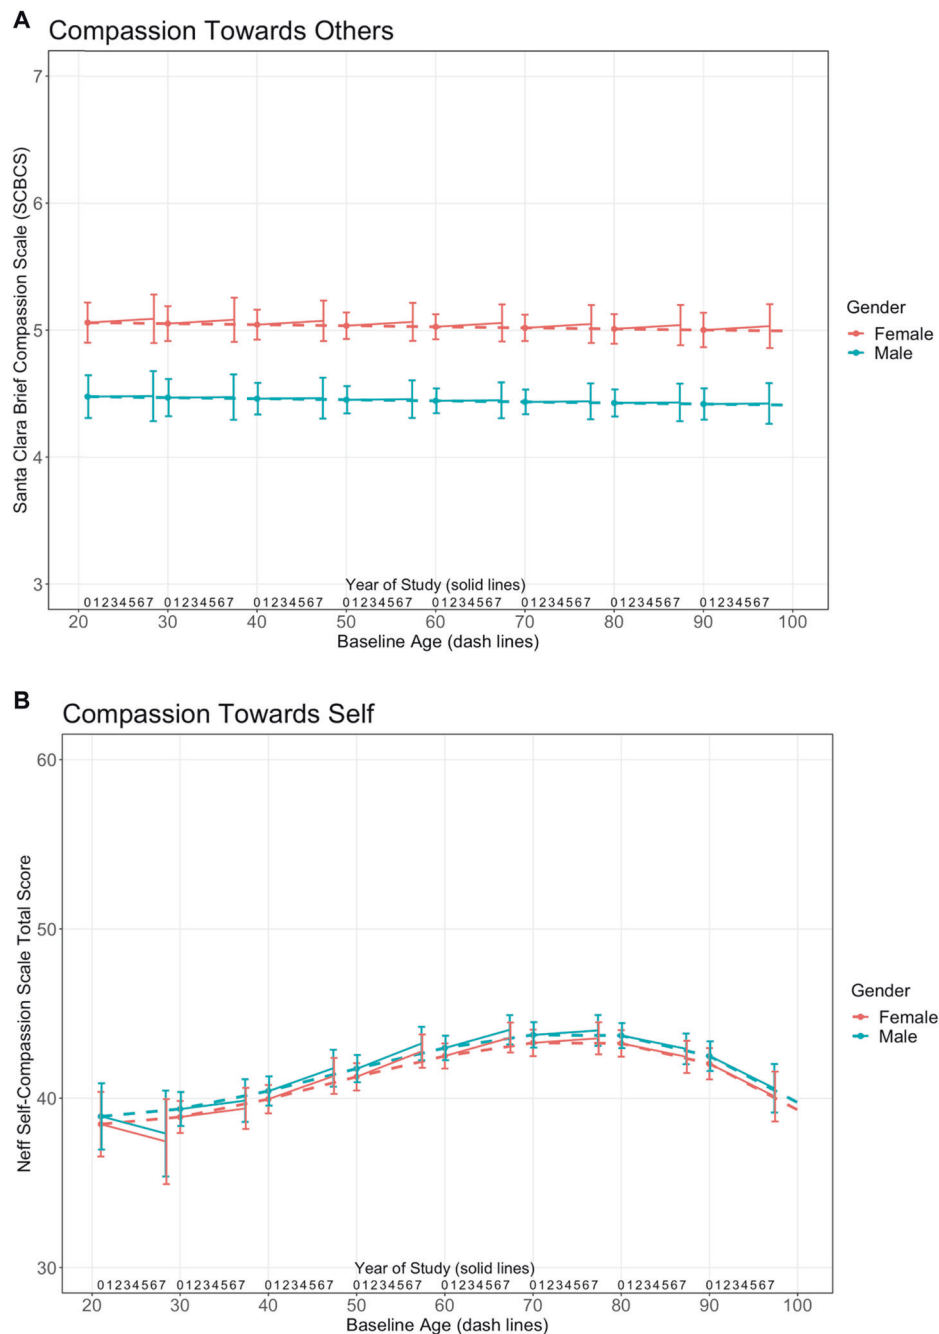 A
Compassion Towards Others
Santa Clara Brief Compassion Scale (SCBCS)
7
6
5
4
3
Gender
Female
Male
Year of Study (solid lines)
01234567 01234567 01234567 01234567 01234567 01234567 01234567 01234567
20 30 40 50 60 70 80 90 100
Baseline Age (dash lines)
B
Compassion Towards Self
Neff Self-Compassion Scale Total Score
60
50
40
30
Gender
Female
Male
Year of Study (solid lines)
01234567 01234567 01234567 01234567 01234567 01234567 01234567 01234567
20 30 40 50 60 70 80 90 100
Baseline Age (dash lines)